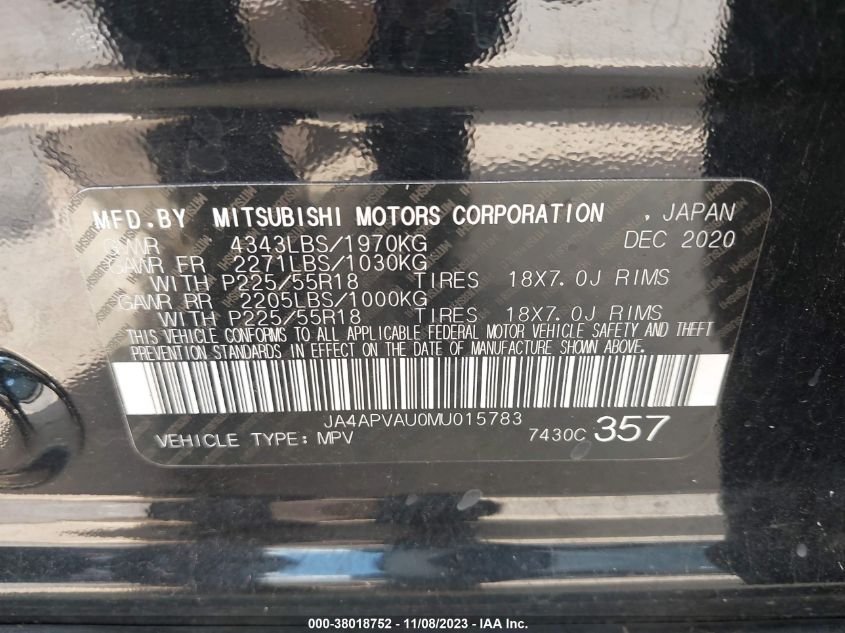 MFD.BY MITSUBISHI MOTORS CORPORATION , JAPAN
GVWR 4343LBS/1970KG DEC 2020
GAWR FR 2271LBS/1030KG
WITH P225/55R18 TIRES 18X7.0J RIMS
GAWR RR 2205LBS/1000KG
WITH P225/55R18 TIRES 18X7.0J RIMS
THIS VEHICLE CONFORMS TO ALL APPLICABLE FEDERAL MOTOR VEHICLE SAFETY AND THEFT
PREVENTION STANDARDS IN EFFECT ON THE DATE OF MANUFACTURE SHOWN ABOVE.
JA4APVAU0MU015783
VEHICLE TYPE: MPV 7430C 357
000-38018752 - 11/08/2023 - IAA Inc.